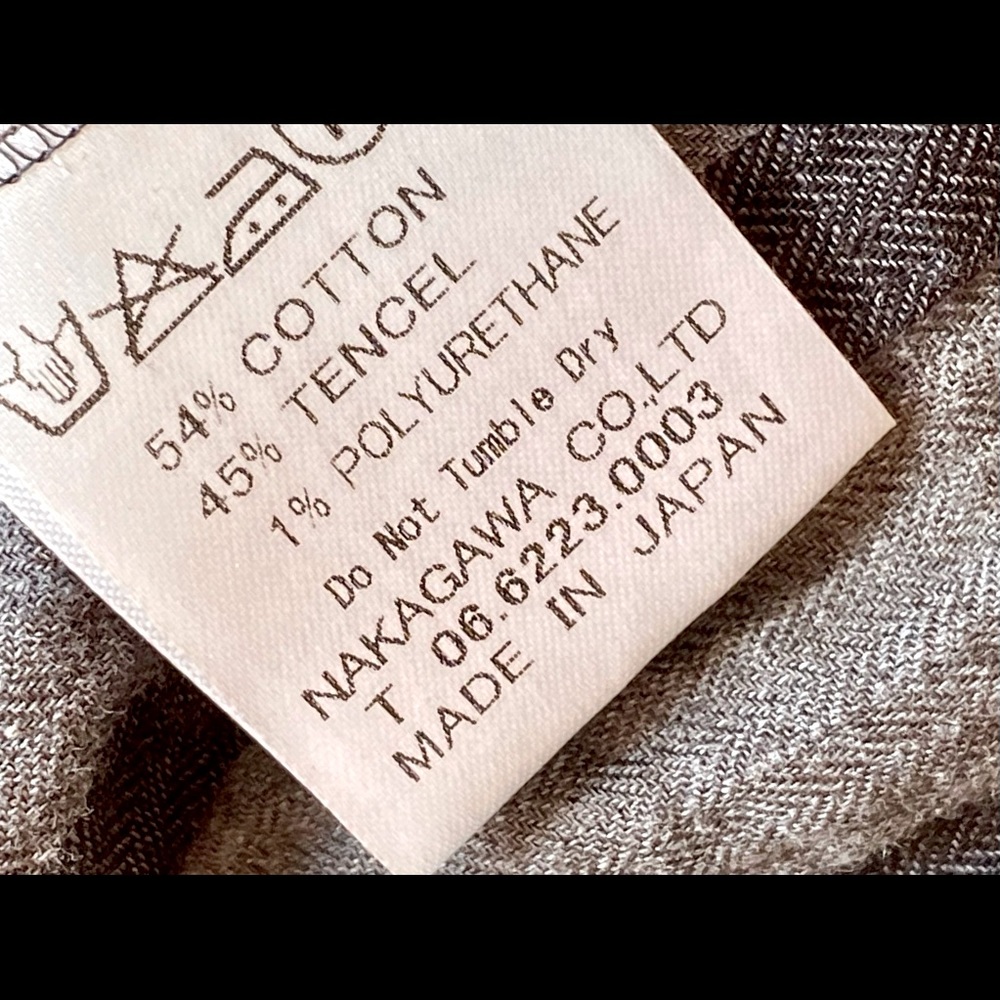 54% COTTON
45% TENCEL
1% POLYURETHANE
Do Not Tumble Dry
NAKAGAWA CO.,LTD
T 06.6223.0003
MADE IN JAPAN